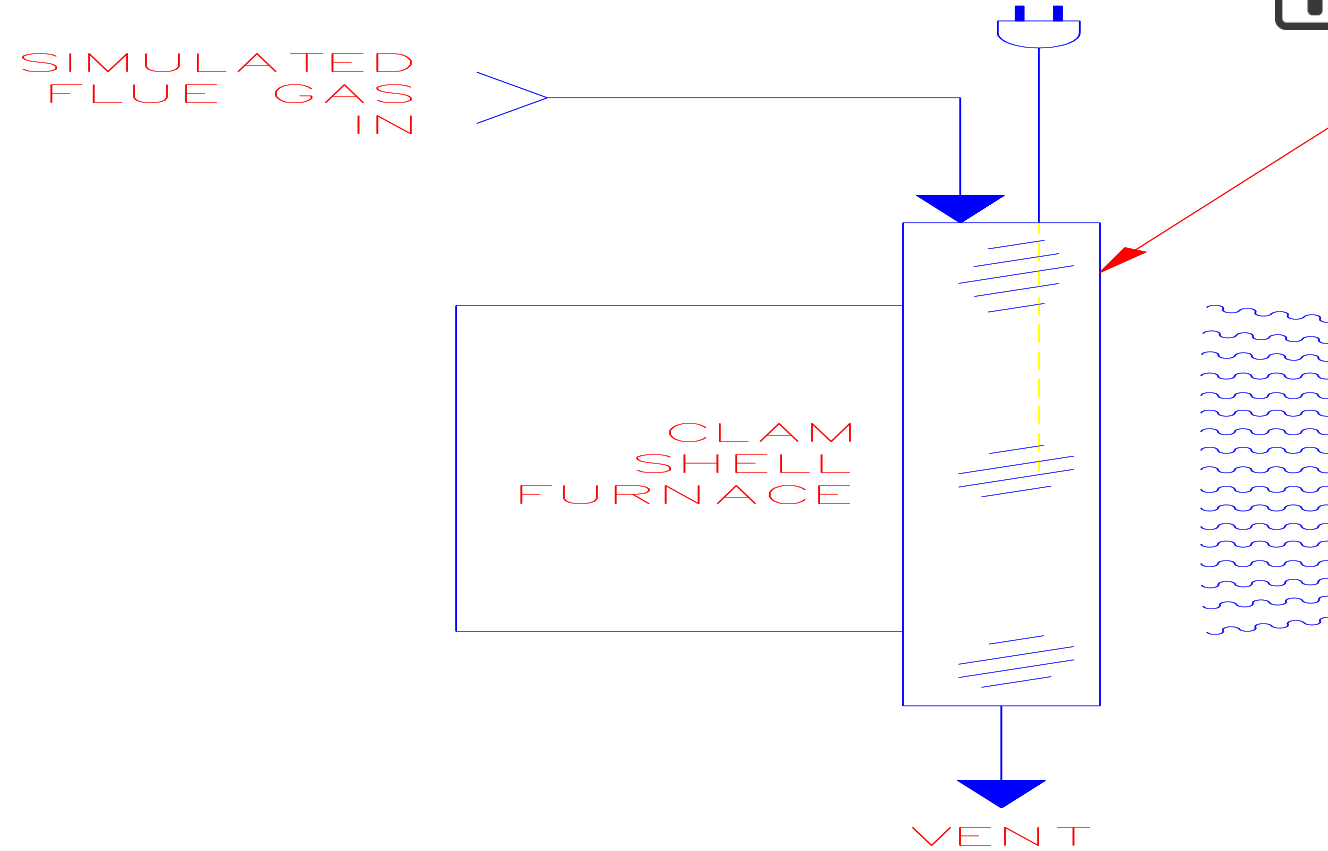 SIMULATED
FLUE GAS
IN
CLAM
SHELL
FURNACE
VENT